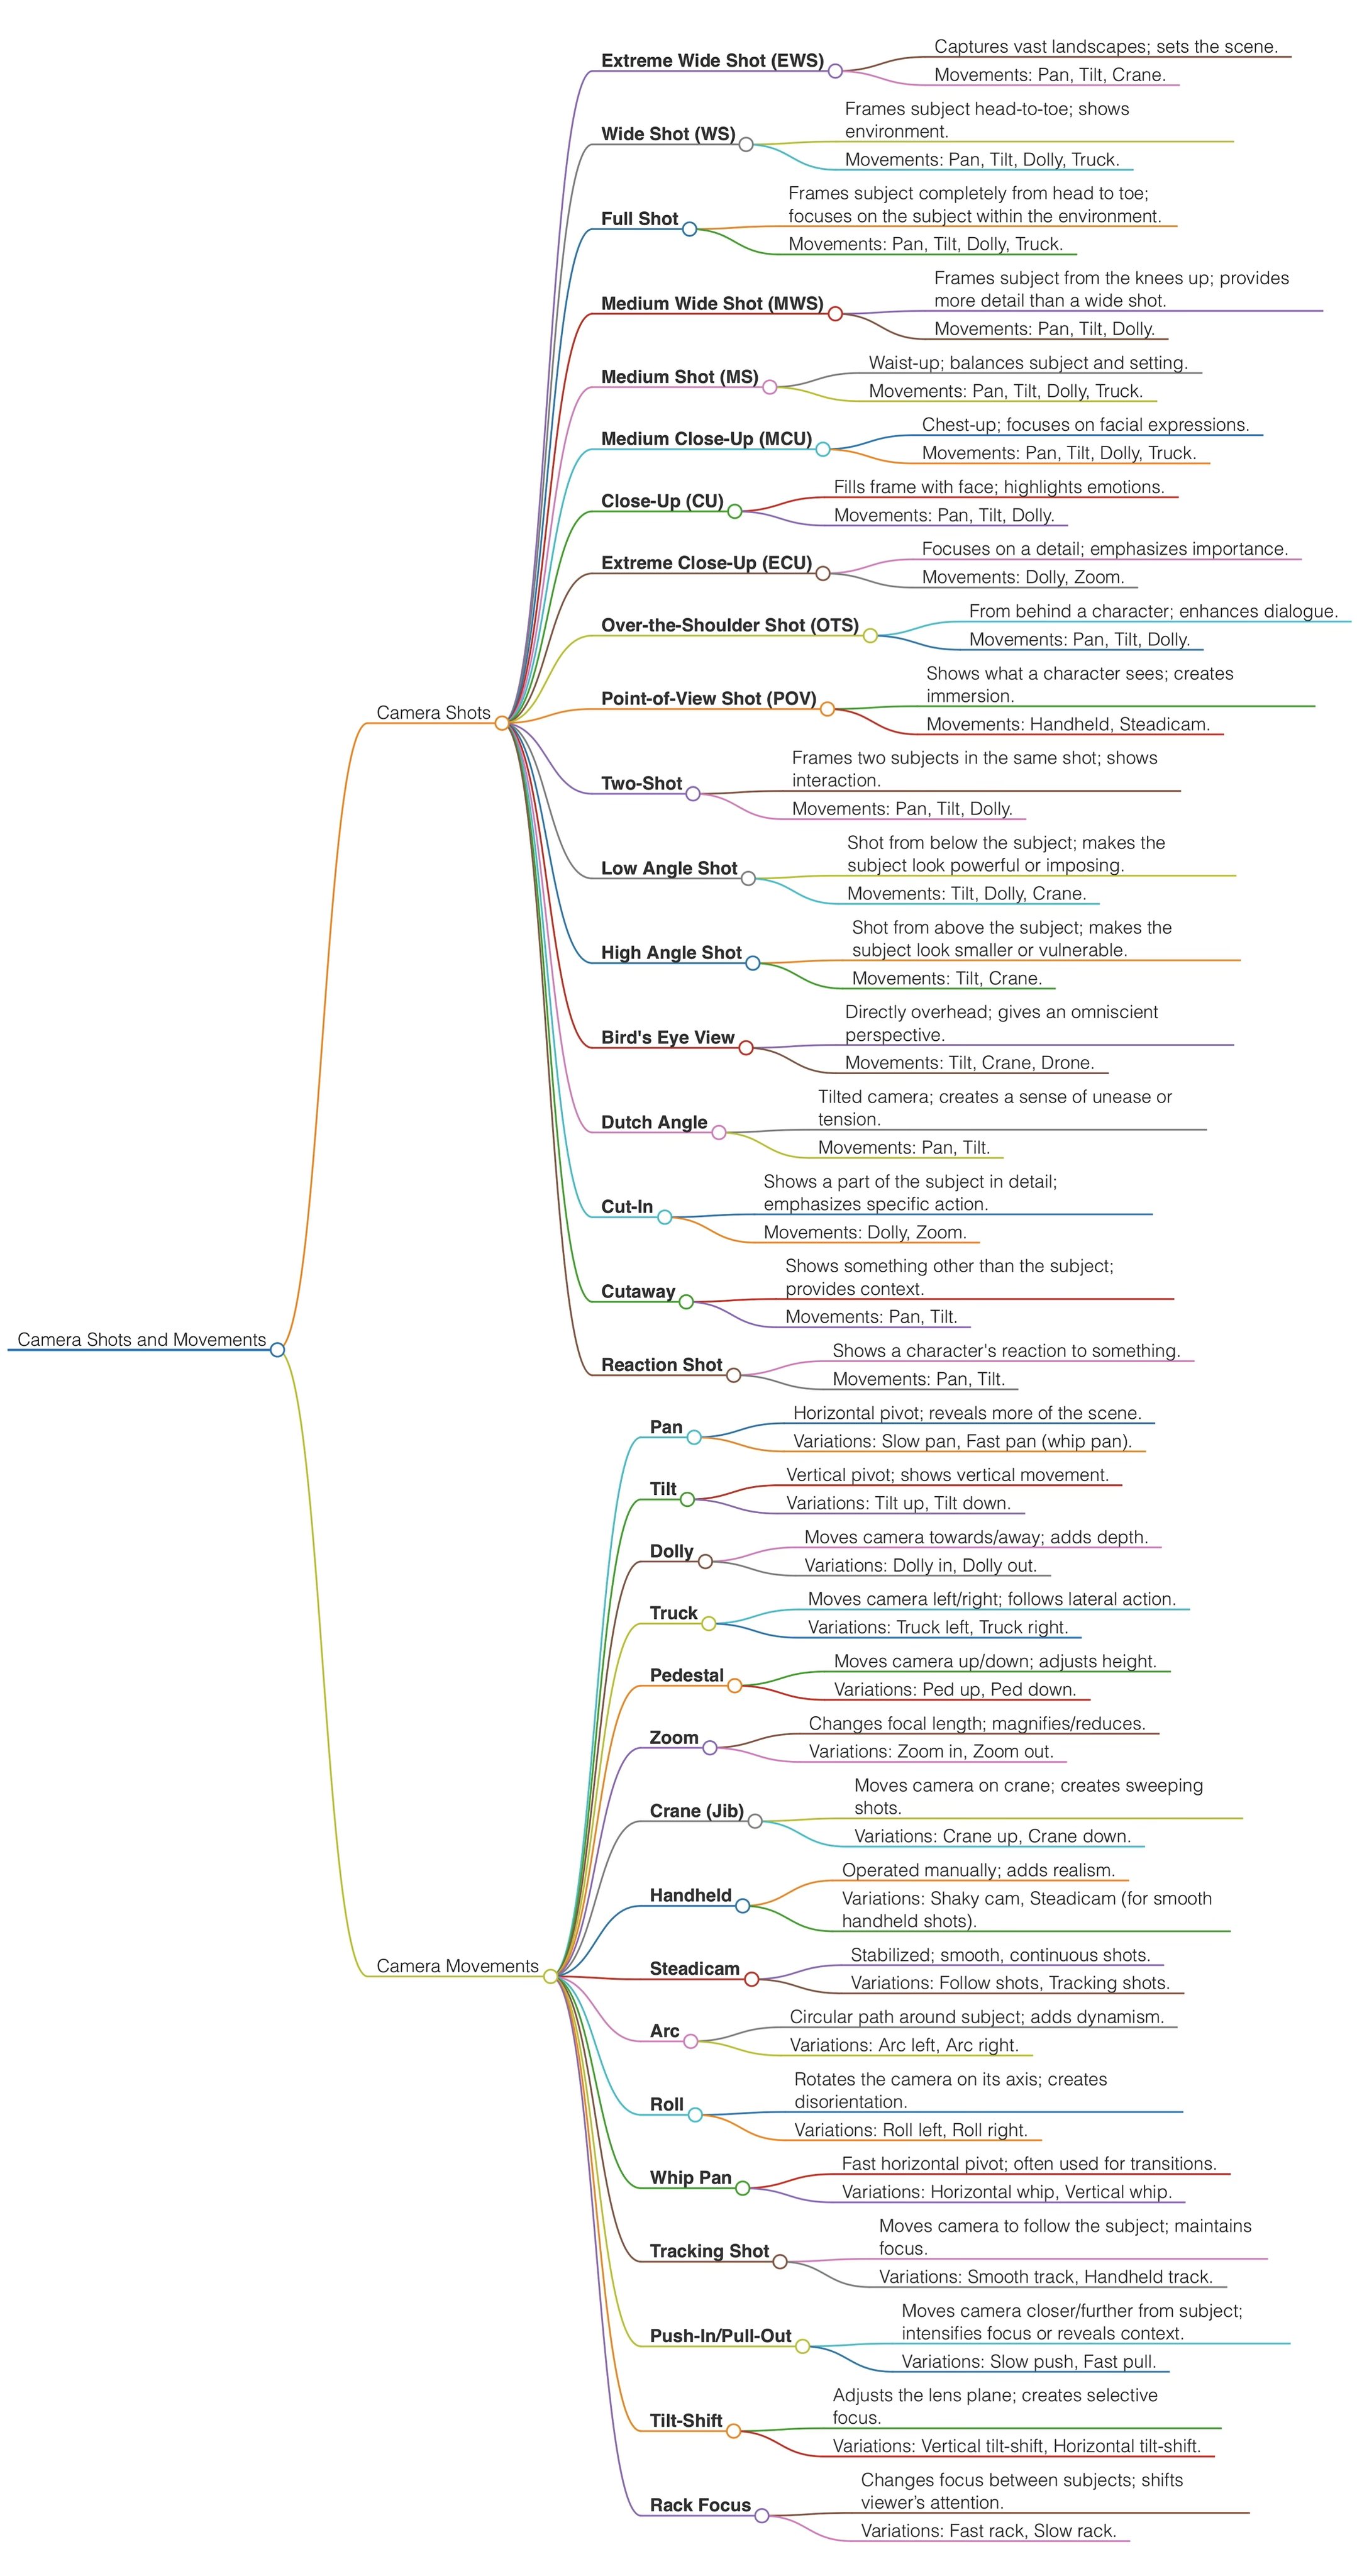 Camera Shots and Movements
Camera Shots
Extreme Wide Shot (EWS)
Captures vast landscapes; sets the scene.
Movements: Pan, Tilt, Crane.
Wide Shot (WS)
Frames subject head-to-toe; shows
environment.
Movements: Pan, Tilt, Dolly, Truck.
Full Shot
Frames subject completely from head to toe;
focuses on the subject within the environment.
Movements: Pan, Tilt, Dolly, Truck.
Medium Wide Shot (MWS)
Frames subject from the knees up; provides
more detail than a wide shot.
Movements: Pan, Tilt, Dolly.
Medium Shot (MS)
Waist-up; balances subject and setting.
Movements: Pan, Tilt, Dolly, Truck.
Medium Close-Up (MCU)
Chest-up; focuses on facial expressions.
Movements: Pan, Tilt, Dolly, Truck.
Close-Up (CU)
Fills frame with face; highlights emotions.
Movements: Pan, Tilt, Dolly.
Extreme Close-Up (ECU)
Focuses on a detail; emphasizes importance.
Movements: Dolly, Zoom.
Over-the-Shoulder Shot (OTS)
From behind a character; enhances dialogue.
Movements: Pan, Tilt, Dolly.
Point-of-View Shot (POV)
Shows what a character sees; creates
immersion.
Movements: Handheld, Steadicam.
Two-Shot
Frames two subjects in the same shot; shows
interaction.
Movements: Pan, Tilt, Dolly.
Low Angle Shot
Shot from below the subject; makes the
subject look powerful or imposing.
Movements: Tilt, Dolly, Crane.
High Angle Shot
Shot from above the subject; makes the
subject look smaller or vulnerable.
Movements: Tilt, Crane.
Bird's Eye View
Directly overhead; gives an omniscient
perspective.
Movements: Tilt, Crane, Drone.
Dutch Angle
Tilted camera; creates a sense of unease or
tension.
Movements: Pan, Tilt.
Cut-In
Shows a part of the subject in detail;
emphasizes specific action.
Movements: Dolly, Zoom.
Cutaway
Shows something other than the subject;
provides context.
Movements: Pan, Tilt.
Reaction Shot
Shows a character's reaction to something.
Movements: Pan, Tilt.
Camera Movements
Pan
Horizontal pivot; reveals more of the scene.
Variations: Slow pan, Fast pan (whip pan).
Tilt
Vertical pivot; shows vertical movement.
Variations: Tilt up, Tilt down.
Dolly
Moves camera towards/away; adds depth.
Variations: Dolly in, Dolly out.
Truck
Moves camera left/right; follows lateral action.
Variations: Truck left, Truck right.
Pedestal
Moves camera up/down; adjusts height.
Variations: Ped up, Ped down.
Zoom
Changes focal length; magnifies/reduces.
Variations: Zoom in, Zoom out.
Crane (Jib)
Moves camera on crane; creates sweeping
shots.
Variations: Crane up, Crane down.
Handheld
Operated manually; adds realism.
Variations: Shaky cam, Steadicam (for smooth
handheld shots).
Steadicam
Stabilized; smooth, continuous shots.
Variations: Follow shots, Tracking shots.
Arc
Circular path around subject; adds dynamism.
Variations: Arc left, Arc right.
Roll
Rotates the camera on its axis; creates
disorientation.
Variations: Roll left, Roll right.
Whip Pan
Fast horizontal pivot; often used for transitions.
Variations: Horizontal whip, Vertical whip.
Tracking Shot
Moves camera to follow the subject; maintains
focus.
Variations: Smooth track, Handheld track.
Push-In/Pull-Out
Moves camera closer/further from subject;
intensifies focus or reveals context.
Variations: Slow push, Fast pull.
Tilt-Shift
Adjusts the lens plane; creates selective
focus.
Variations: Vertical tilt-shift, Horizontal tilt-shift.
Rack Focus
Changes focus between subjects; shifts
viewer’s attention.
Variations: Fast rack, Slow rack.